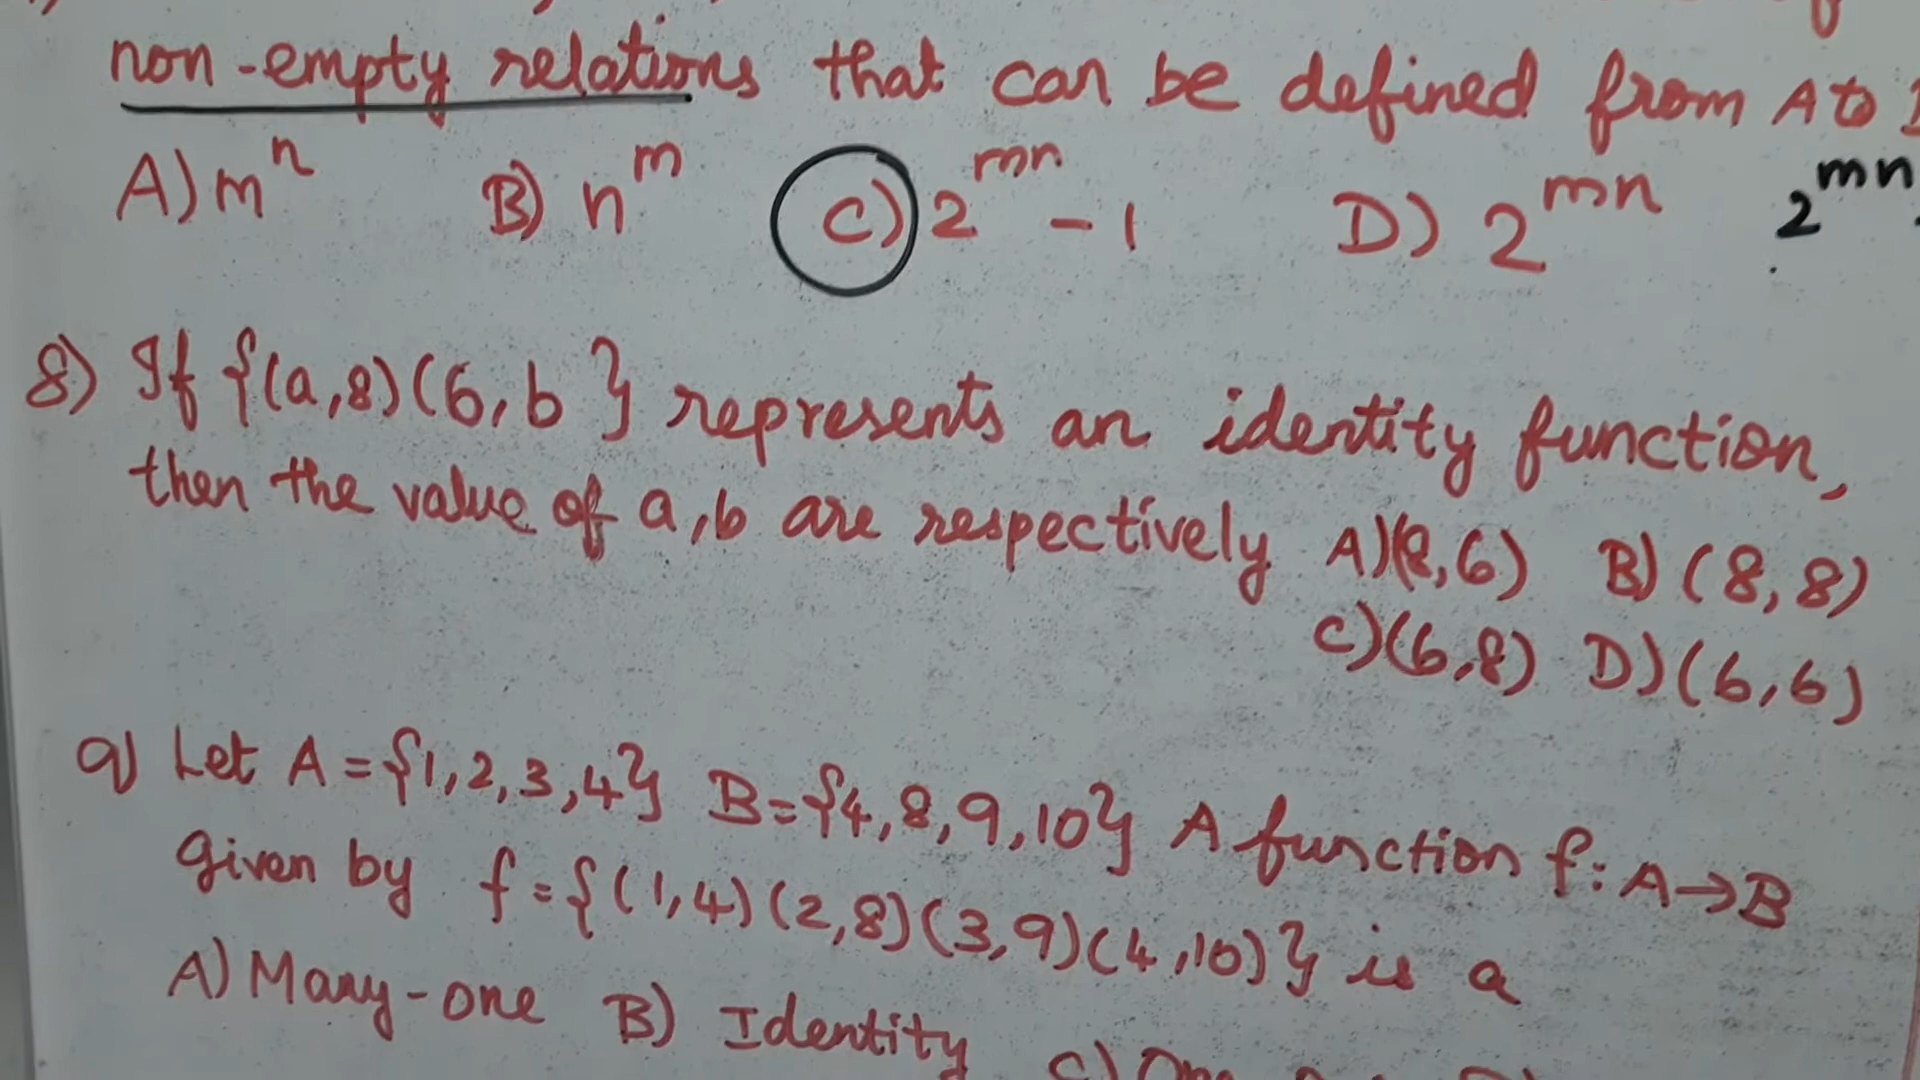 non-empty relations that can be defined from A to
A) m^n B) n^m C) 2^mn - 1 D) 2^mn 2^mn
8) If {(a,8)(6,b} represents an identity function,
then the value of a,b are respectively A)(8,6) B) (8,8)
C)(6,8) D)(6,6)
9) Let A={1,2,3,4} B={4,8,9,10} A function f: A→B
given by f={(1,4)(2,8)(3,9)(4,10)} is a
A) Many-one B) Identity C)